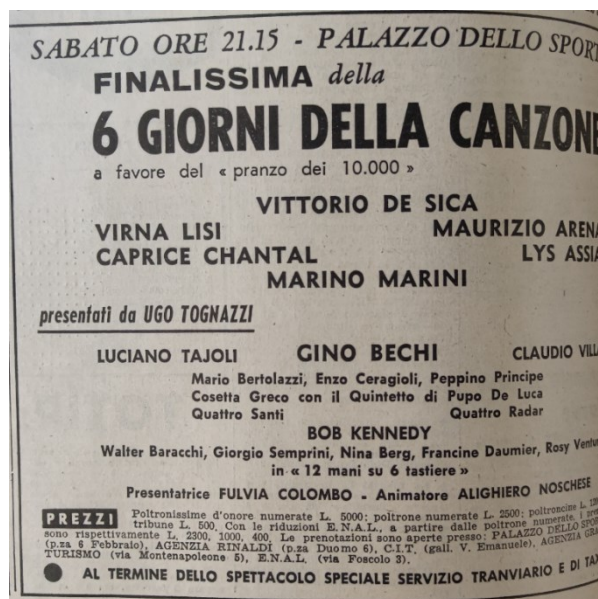 SABATO ORE 21.15 - PALAZZO DELLO SPORT
FINALISSIMA della
6 GIORNI DELLA CANZONE
a favore del « pranzo dei 10.000 »
VITTORIO DE SICA
VIRNA LISI MAURIZIO ARENA
CAPRICE CHANTAL LYS ASSIA
MARINO MARINI
presentati da UGO TOGNAZZI
LUCIANO TAJOLI GINO BECHI CLAUDIO VILLA
Mario Bertolazzi, Enzo Ceragioli, Peppino Principe
Cosetta Greco con il Quintetto di Pupo De Luca
Quattro Santi Quattro Radar
BOB KENNEDY
Walter Baracchi, Giorgio Semprini, Nina Berg, Francine Daumier, Rosy Ventur
in « 12 mani su 6 tastiere »
Presentatrice FULVIA COLOMBO - Animatore ALIGHIERO NOSCHESE
PREZZI Poltronissime d'onore numerate L. 5000; poltrone numerate L. 2500; poltroncine L.
tribune L. 500. Con le riduzioni E.N.A.L., a partire dalle poltrone numerate, i
sono rispettivamente L. 2300, 1000, 400. Le prenotazioni sono aperte presso: PALAZZO DELLO SPOR
(p.za 6 Febbraio), AGENZIA RINALDI (p.za Duomo 6), C.I.T. (gall. V. Emanuele), AGENZIA
TURISMO (via Montenapoleone 5), E.N.A.L. (via Foscolo 3).
● AL TERMINE DELLO SPETTACOLO SPECIALE SERVIZIO TRANVIARIO E DI TAX